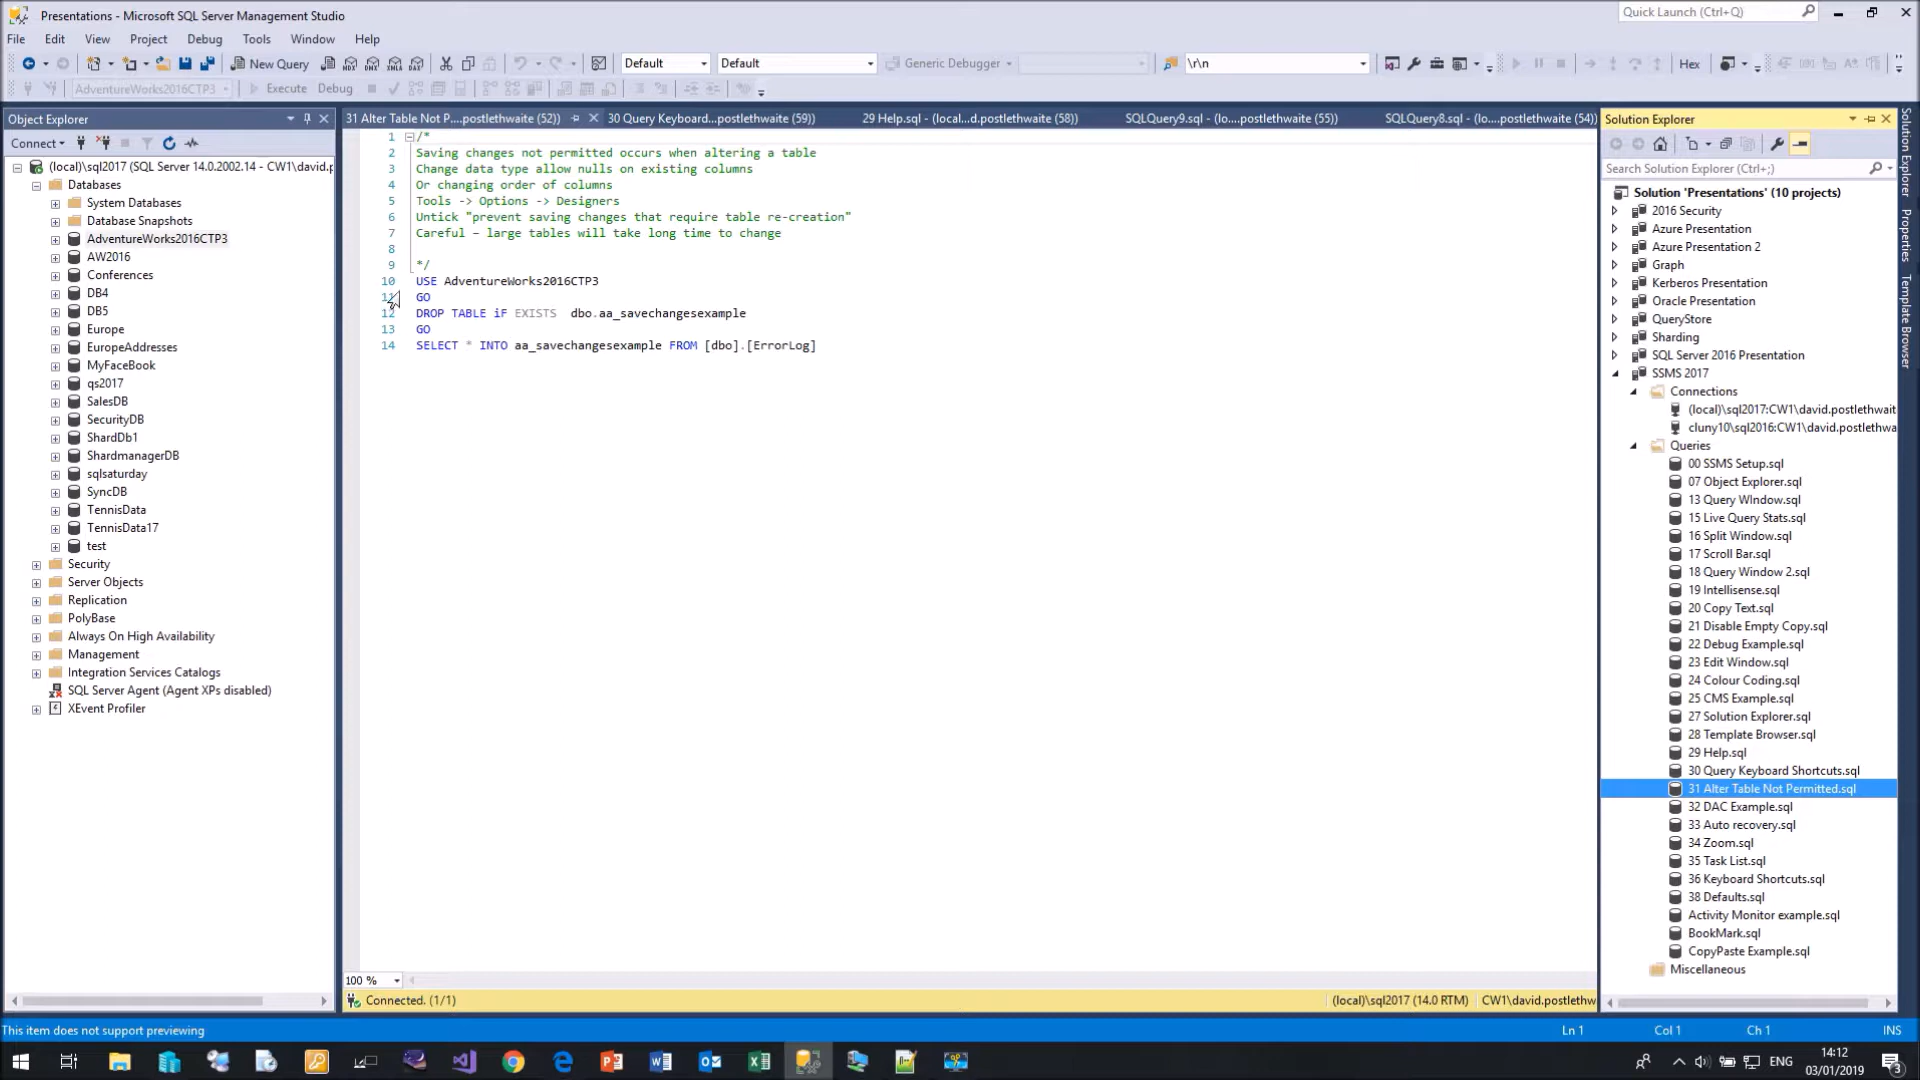 Presentations - Microsoft SQL Server Management Studio
Quick Launch (Ctrl+Q)
File Edit View Project Debug Tools Window Help
New Query Default Default Generic Debugger \r\n Hex
AdventureWorks2016CTP3 Execute Debug
Object Explorer
Connect
(local)\sql2017 (SQL Server 14.0.2002.14 - CW1\david.p
Databases
System Databases
Database Snapshots
AdventureWorks2016CTP3
AW2016
Conferences
DB4
DB5
Europe
EuropeAddresses
MyFaceBook
qs2017
SalesDB
SecurityDB
ShardDb1
ShardmanagerDB
sqlsaturday
SyncDB
TennisData
TennisData17
test
Security
Server Objects
Replication
PolyBase
Always On High Availability
Management
Integration Services Catalogs
SQL Server Agent (Agent XPs disabled)
XEvent Profiler
31 Alter Table Not P....postlethwaite (52)) 30 Query Keyboard...postlethwaite (59)) 29 Help.sql - (local...d.postlethwaite (58)) SQLQuery9.sql - (lo....postlethwaite (55)) SQLQuery8.sql - (lo....postlethwaite (54))
1 /*
2 Saving changes not permitted occurs when altering a table
3 Change data type allow nulls on existing columns
4 Or changing order of columns
5 Tools -> Options -> Designers
6 Untick "prevent saving changes that require table re-creation"
7 Careful – large tables will take long time to change
8
9 */
10 USE AdventureWorks2016CTP3
11 GO
12 DROP TABLE iF EXISTS dbo.aa_savechangesexample
13 GO
14 SELECT * INTO aa_savechangesexample FROM [dbo].[ErrorLog]
100 %
Connected. (1/1) (local)\sql2017 (14.0 RTM) CW1\david.postlethw
Solution Explorer
Search Solution Explorer (Ctrl+;)
Solution 'Presentations' (10 projects)
2016 Security
Azure Presentation
Azure Presentation 2
Graph
Kerberos Presentation
Oracle Presentation
QueryStore
Sharding
SQL Server 2016 Presentation
SSMS 2017
Connections
(local)\sql2017:CW1\david.postlethwait
cluny10\sql2016:CW1\david.postlethwa
Queries
00 SSMS Setup.sql
07 Object Explorer.sql
13 Query WIndow.sql
15 Live Query Stats.sql
16 Split Window.sql
17 Scroll Bar.sql
18 Query Window 2.sql
19 Intellisense.sql
20 Copy Text.sql
21 Disable Empty Copy.sql
22 Debug Example.sql
23 Edit Window.sql
24 Colour Coding.sql
25 CMS Example.sql
27 Solution Explorer.sql
28 Template Browser.sql
29 Help.sql
30 Query Keyboard Shortcuts.sql
31 Alter Table Not Permitted.sql
32 DAC Example.sql
33 Auto recovery.sql
34 Zoom.sql
35 Task List.sql
36 Keyboard Shortcuts.sql
38 Defaults.sql
Activity Monitor example.sql
BookMark.sql
CopyPaste Example.sql
Miscellaneous
Solution Explorer
Properties
Template Browser
This item does not support previewing Ln 1 Col 1 Ch 1 INS
ENG
14:12
03/01/2019
3